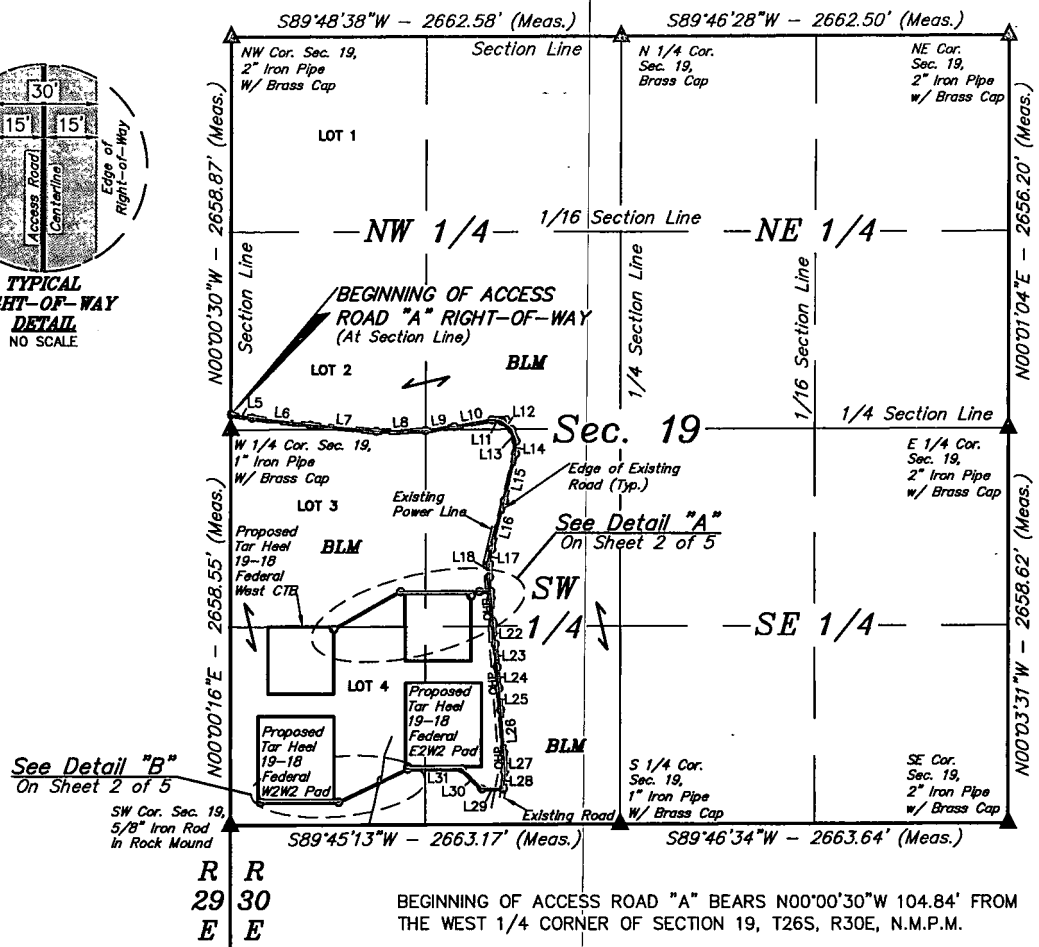 S89°48'38"W - 2662.58' (Meas.)
S89°46'28"W - 2662.50' (Meas.)
NW Cor. Sec. 19,
2" Iron Pipe
W/ Brass Cap
Section Line
N 1/4 Cor.
Sec. 19,
Brass Cap
NE Cor.
Sec. 19,
2" Iron Pipe
w/ Brass Cap
30'
15'
15'
Access Road
Centerline
Edge of
Right-of-Way
TYPICAL
HT-OF-WAY
DETAIL
NO SCALE
N00°00'30"W - 2658.87' (Meas.)
Section Line
LOT 1
1/16 Section Line
NW 1/4
NE 1/4
1/4 Section Line
1/16 Section Line
N00°01'04"E - 2656.20' (Meas.)
BEGINNING OF ACCESS
ROAD "A" RIGHT-OF-WAY
(At Section Line)
LOT 2
BLM
L5
L6
L7
L8
L9
L10
L11
L12
L13
L14
Sec. 19
1/4 Section Line
W 1/4 Cor. Sec. 19,
1" Iron Pipe
W/ Brass Cap
E 1/4 Cor.
Sec. 19,
2" Iron Pipe
w/ Brass Cap
LOT 3
Existing
Power Line
L15
Edge of Existing
Road (Typ.)
L16
L17
L18
See Detail "A"
On Sheet 2 of 5
Proposed
Tar Heel
19-18
Federal
West CTB
BLM
N00°00'16"E - 2658.55' (Meas.)
SW
1/4
SE 1/4
N00°03'31"W - 2658.62' (Meas.)
OHP
L22
L23
L24
L25
L26
OHP
OHP
L27
L28
L29
L30
L31
LOT 4
Proposed
Tar Heel
19-18
Federal
E2W2 Pad
Proposed
Tar Heel
19-18
Federal
W2W2 Pad
BLM
See Detail "B"
On Sheet 2 of 5
S 1/4 Cor.
Sec. 19,
1" Iron Pipe
W/ Brass Cap
SE Cor.
Sec. 19,
2" Iron Pipe
w/ Brass Cap
SW Cor. Sec. 19,
5/8" Iron Rod
In Rock Mound
Existing Road
S89°45'13"W - 2663.17' (Meas.)
S89°46'34"W - 2663.64' (Meas.)
R R
29 30
E E
BEGINNING OF ACCESS ROAD "A" BEARS N00°00'30"W 104.84' FROM
THE WEST 1/4 CORNER OF SECTION 19, T26S, R30E, N.M.P.M.